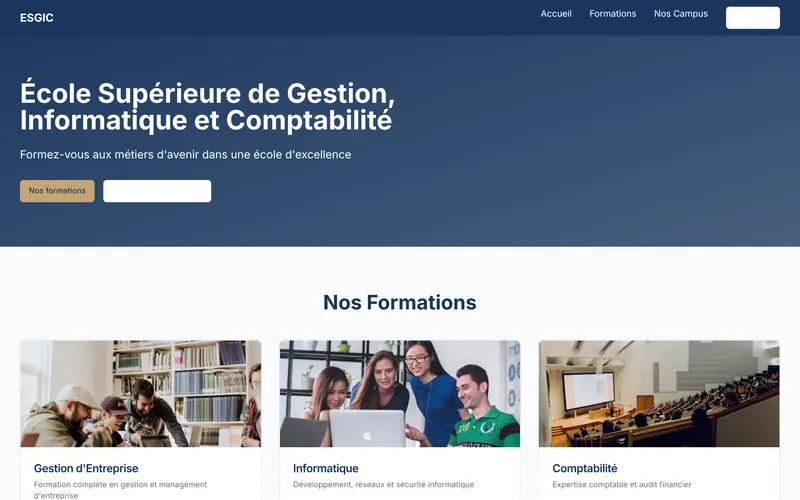 ESGIC
Accueil
Formations
Nos Campus
École Supérieure de Gestion,
Informatique et Comptabilité
Formez-vous aux métiers d'avenir dans une école d'excellence
Nos formations
Nos Formations
Gestion d'Entreprise
Formation complète en gestion et management
d'entreprise
Informatique
Développement, réseaux et sécurité informatique
Comptabilité
Expertise comptable et audit financier